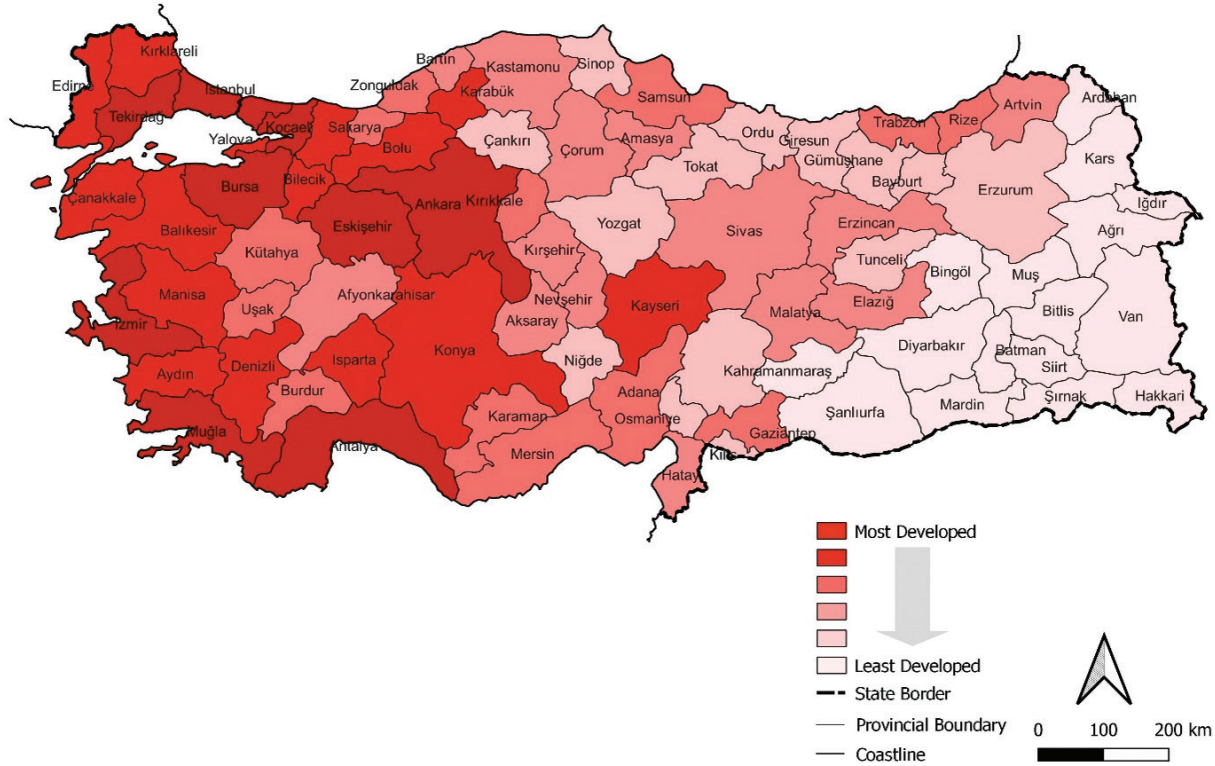 Kırklareli
Edirne
Tekirdağ
İstanbul
Yalova
Kocaeli
Sakarya
Bolu
Zonguldak
Bartın
Karabük
Kastamonu
Sinop
Samsun
Çankırı
Çorum
Amasya
Tokat
Ordu
Giresun
Gümüşhane
Bayburt
Trabzon
Rize
Artvin
Ardahan
Kars
Iğdır
Ağrı
Erzurum
Erzincan
Çanakkale
Balıkesir
Bursa
Bilecik
Eskişehir
Ankara
Kırıkkale
Yozgat
Sivas
Kırşehir
Nevşehir
Kayseri
Malatya
Tunceli
Elazığ
Bingöl
Muş
Bitlis
Van
Kütahya
Manisa
Uşak
Afyonkarahisar
İzmir
Aydın
Denizli
Isparta
Burdur
Konya
Aksaray
Niğde
Karaman
Mersin
Adana
Osmaniye
Kahramanmaraş
Diyarbakır
Batman
Siirt
Şırnak
Hakkari
Mardin
Şanlıurfa
Gaziantep
Kilis
Hatay
Muğla
Antalya
Most Developed
Least Developed
State Border
Provincial Boundary
Coastline
0 100 200 km